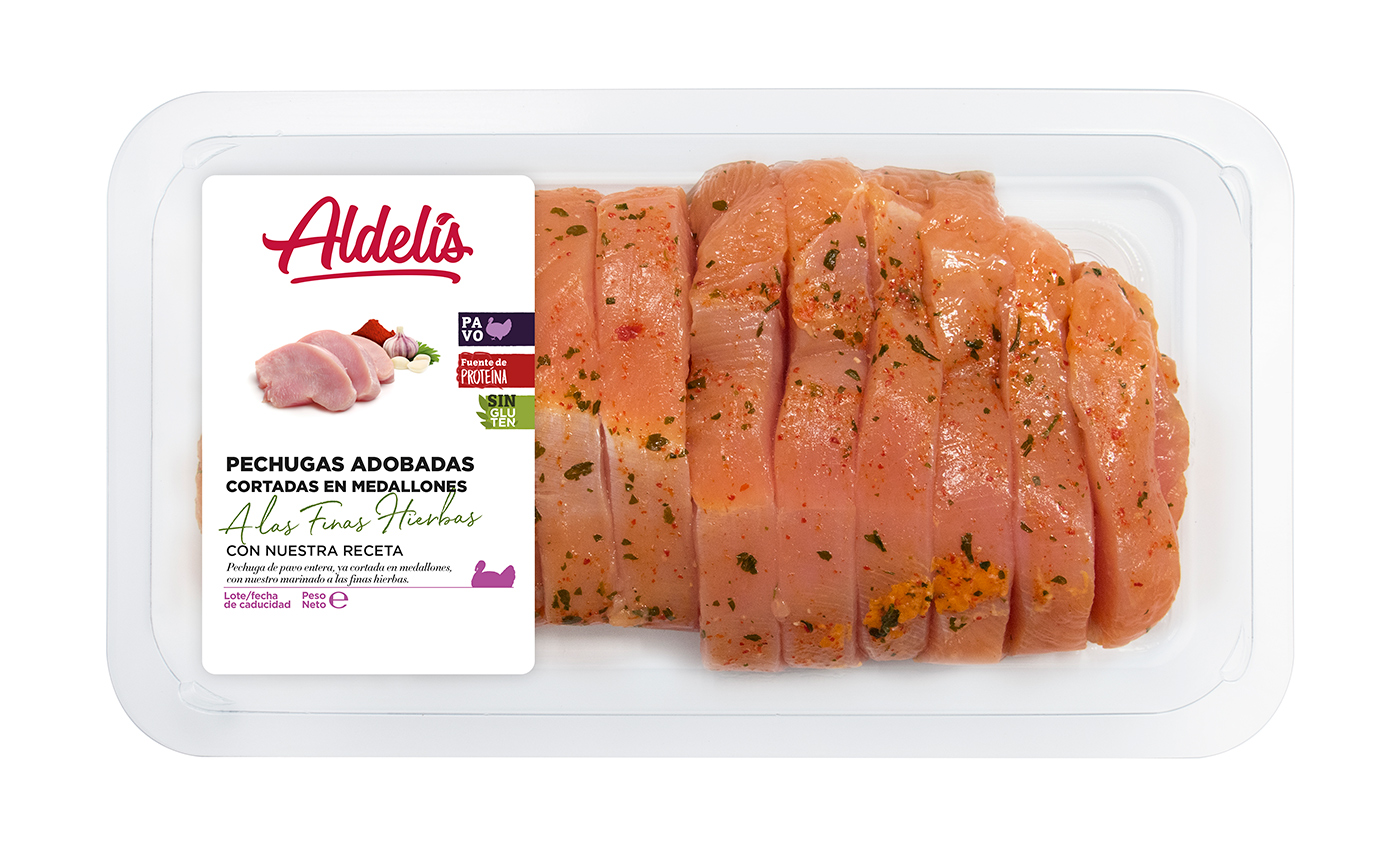 Aldelís
PA
VO
Fuente de
PROTEÍNA
SIN
GLU
TEN
PECHUGAS ADOBADAS
CORTADAS EN MEDALLONES
A las Finas Hierbas
CON NUESTRA RECETA
Pechuga de pavo entera, ya cortada en medallones,
con nuestro marinado a las finas hierbas.
Lote/fecha
de caducidad
Peso
Neto ℮